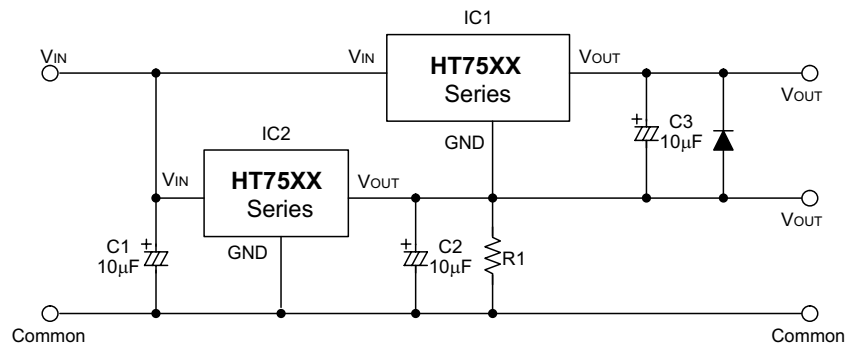 IC1
VIN
VIN
HT75XX
Series
VOUT
VOUT
GND
C3
10μF
IC2
VIN
HT75XX
Series
VOUT
VOUT
GND
C1
10μF
C2
10μF
R1
Common
Common